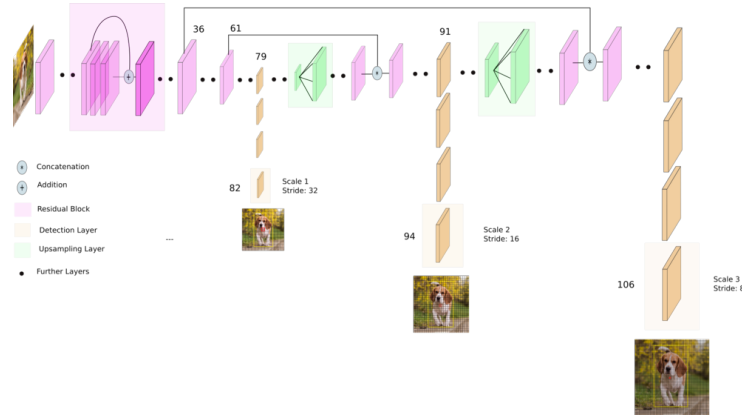 36
61
91
79
*
*
+
82
Scale 1
Stride: 32
* Concatenation
+ Addition
Residual Block
Detection Layer
Upsampling Layer
Further Layers
...
94
Scale 2
Stride: 16
106
Scale 3
Stride: